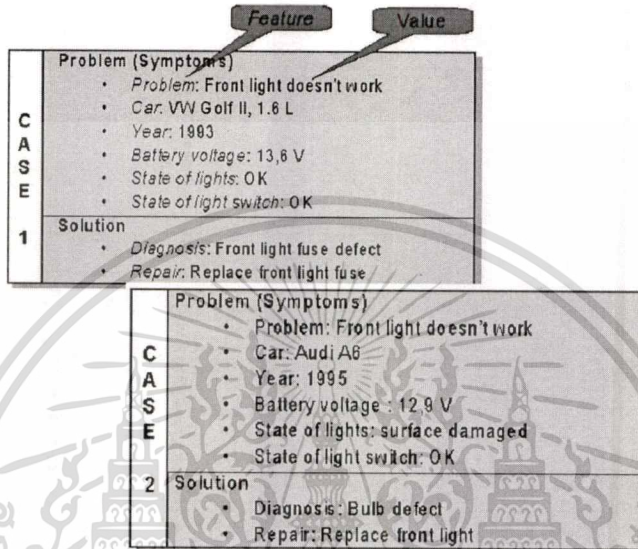 Feature
Value
Problem (Symptoms)
• Problem: Front light doesn't work
• Car: VW Golf II, 1.6 L
• Year: 1993
• Battery voltage: 13,6 V
• State of lights: OK
• State of light switch: OK
CASE 1
Solution
• Diagnosis: Front light fuse defect
• Repair: Replace front light fuse
Problem (Symptoms)
• Problem: Front light doesn't work
• Car: Audi A6
• Year: 1995
• Battery voltage : 12,9 V
• State of lights: surface damaged
• State of light switch: OK
CASE 2
Solution
• Diagnosis: Bulb defect
• Repair: Replace front light